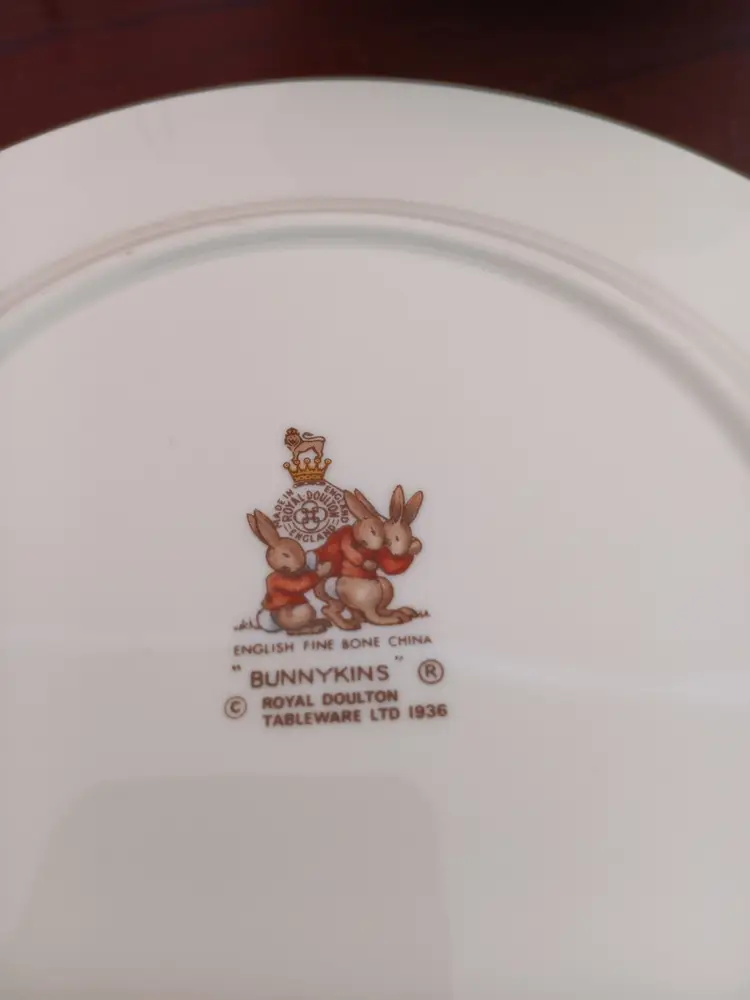 MADE IN ENGLAND
ROYAL·DOULTON
ENGLAND
ENGLISH FINE BONE CHINA
"BUNNYKINS" ®
© ROYAL DOULTON
TABLEWARE LTD 1936